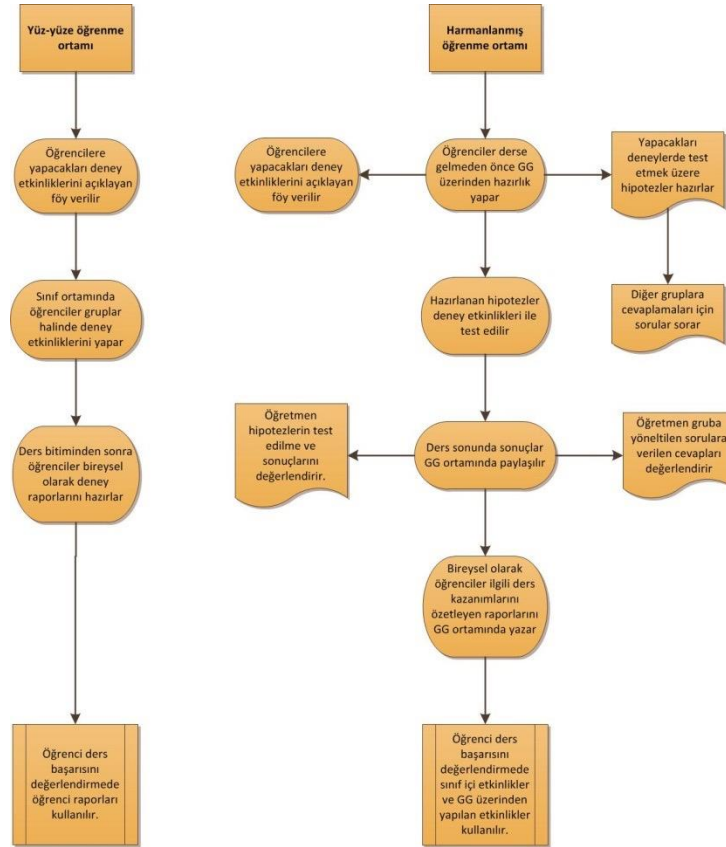 Yüz-yüze öğrenme
ortamı
Öğrencilere
yapacakları deney
etkinliklerini açıklayan
föy verilir
Sınıf ortamında
öğrenciler gruplar
halinde deney
etkinliklerini yapar
Ders bitiminden sonra
öğrenciler bireysel
olarak deney
raporlarını hazırlar
Öğrenci ders
başarısını
değerlendirmede
öğrenci raporları
kullanılır.
Harmanlanmış
öğrenme ortamı
Öğrencilere
yapacakları deney
etkinliklerini açıklayan
föy verilir
Öğrenciler derse
gelmeden önce GG
üzerinden hazırlık
yapar
Yapacakları
deneylerde test
etmek üzere
hipotezler hazırlar
Diğer gruplara
cevaplamaları için
sorular sorar
Hazırlanan hipotezler
deney etkinlikleri ile
test edilir
Öğretmen
hipotezlerin test
edilme ve
sonuçlarını
değerlendirir.
Ders sonunda sonuçlar
GG ortamında paylaşılır
Öğretmen gruba
yöneltilen sorulara
verilen cevapları
değerlendirir
Bireysel olarak
öğrenciler ilgili ders
kazanımlarını
özetleyen raporlarını
GG ortamında yazar
Öğrenci ders
başarısını
değerlendirmede
sınıf içi etkinlikler
ve GG üzerinden
yapılan etkinlikler
kullanılır.